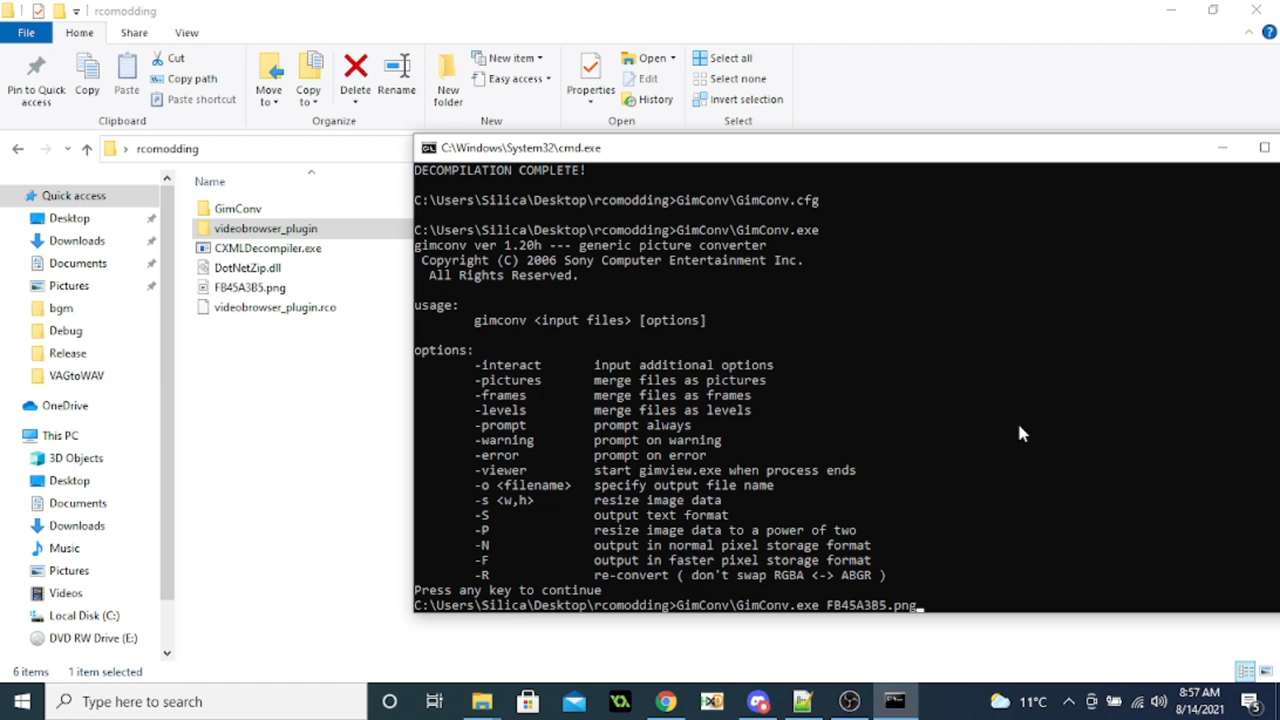 rcomodding
File Home Share View
Pin to Quick access
Copy
Paste
Cut
Copy path
Paste shortcut
Clipboard
Move to
Copy to
Delete
Rename
Organize
New folder
New item
Easy access
New
Properties
Open
Edit
History
Open
Select all
Select none
Invert selection
Select
rcomodding
Quick access
Desktop
Downloads
Documents
Pictures
bgm
Debug
Release
VAGtoWAV
OneDrive
This PC
3D Objects
Desktop
Documents
Downloads
Music
Pictures
Videos
Local Disk (C:)
DVD RW Drive (E:)
Name
GimConv
videobrowser_plugin
CXMLDecompiler.exe
DotNetZip.dll
FB45A3B5.png
videobrowser_plugin.rco
C:\Windows\System32\cmd.exe
DECOMPILATION COMPLETE!
C:\Users\Silica\Desktop\rcomodding>GimConv\GimConv.cfg
C:\Users\Silica\Desktop\rcomodding>GimConv\GimConv.exe
gimconv ver 1.20h --- generic picture converter
Copyright (C) 2006 Sony Computer Entertainment Inc.
All Rights Reserved.
usage:
gimconv <input files> [options]
options:
-interact input additional options
-pictures merge files as pictures
-frames merge files as frames
-levels merge files as levels
-prompt prompt always
-warning prompt on warning
-error prompt on error
-viewer start gimview.exe when process ends
-o <filename> specify output file name
-s <w,h> resize image data
-S output text format
-P resize image data to a power of two
-N output in normal pixel storage format
-F output in faster pixel storage format
-R re-convert ( don't swap RGBA <-> ABGR )
Press any key to continue
C:\Users\Silica\Desktop\rcomodding>GimConv\GimConv.exe FB45A3B5.png_
6 items 1 item selected
Type here to search
11°C
8:57 AM
8/14/2021
5